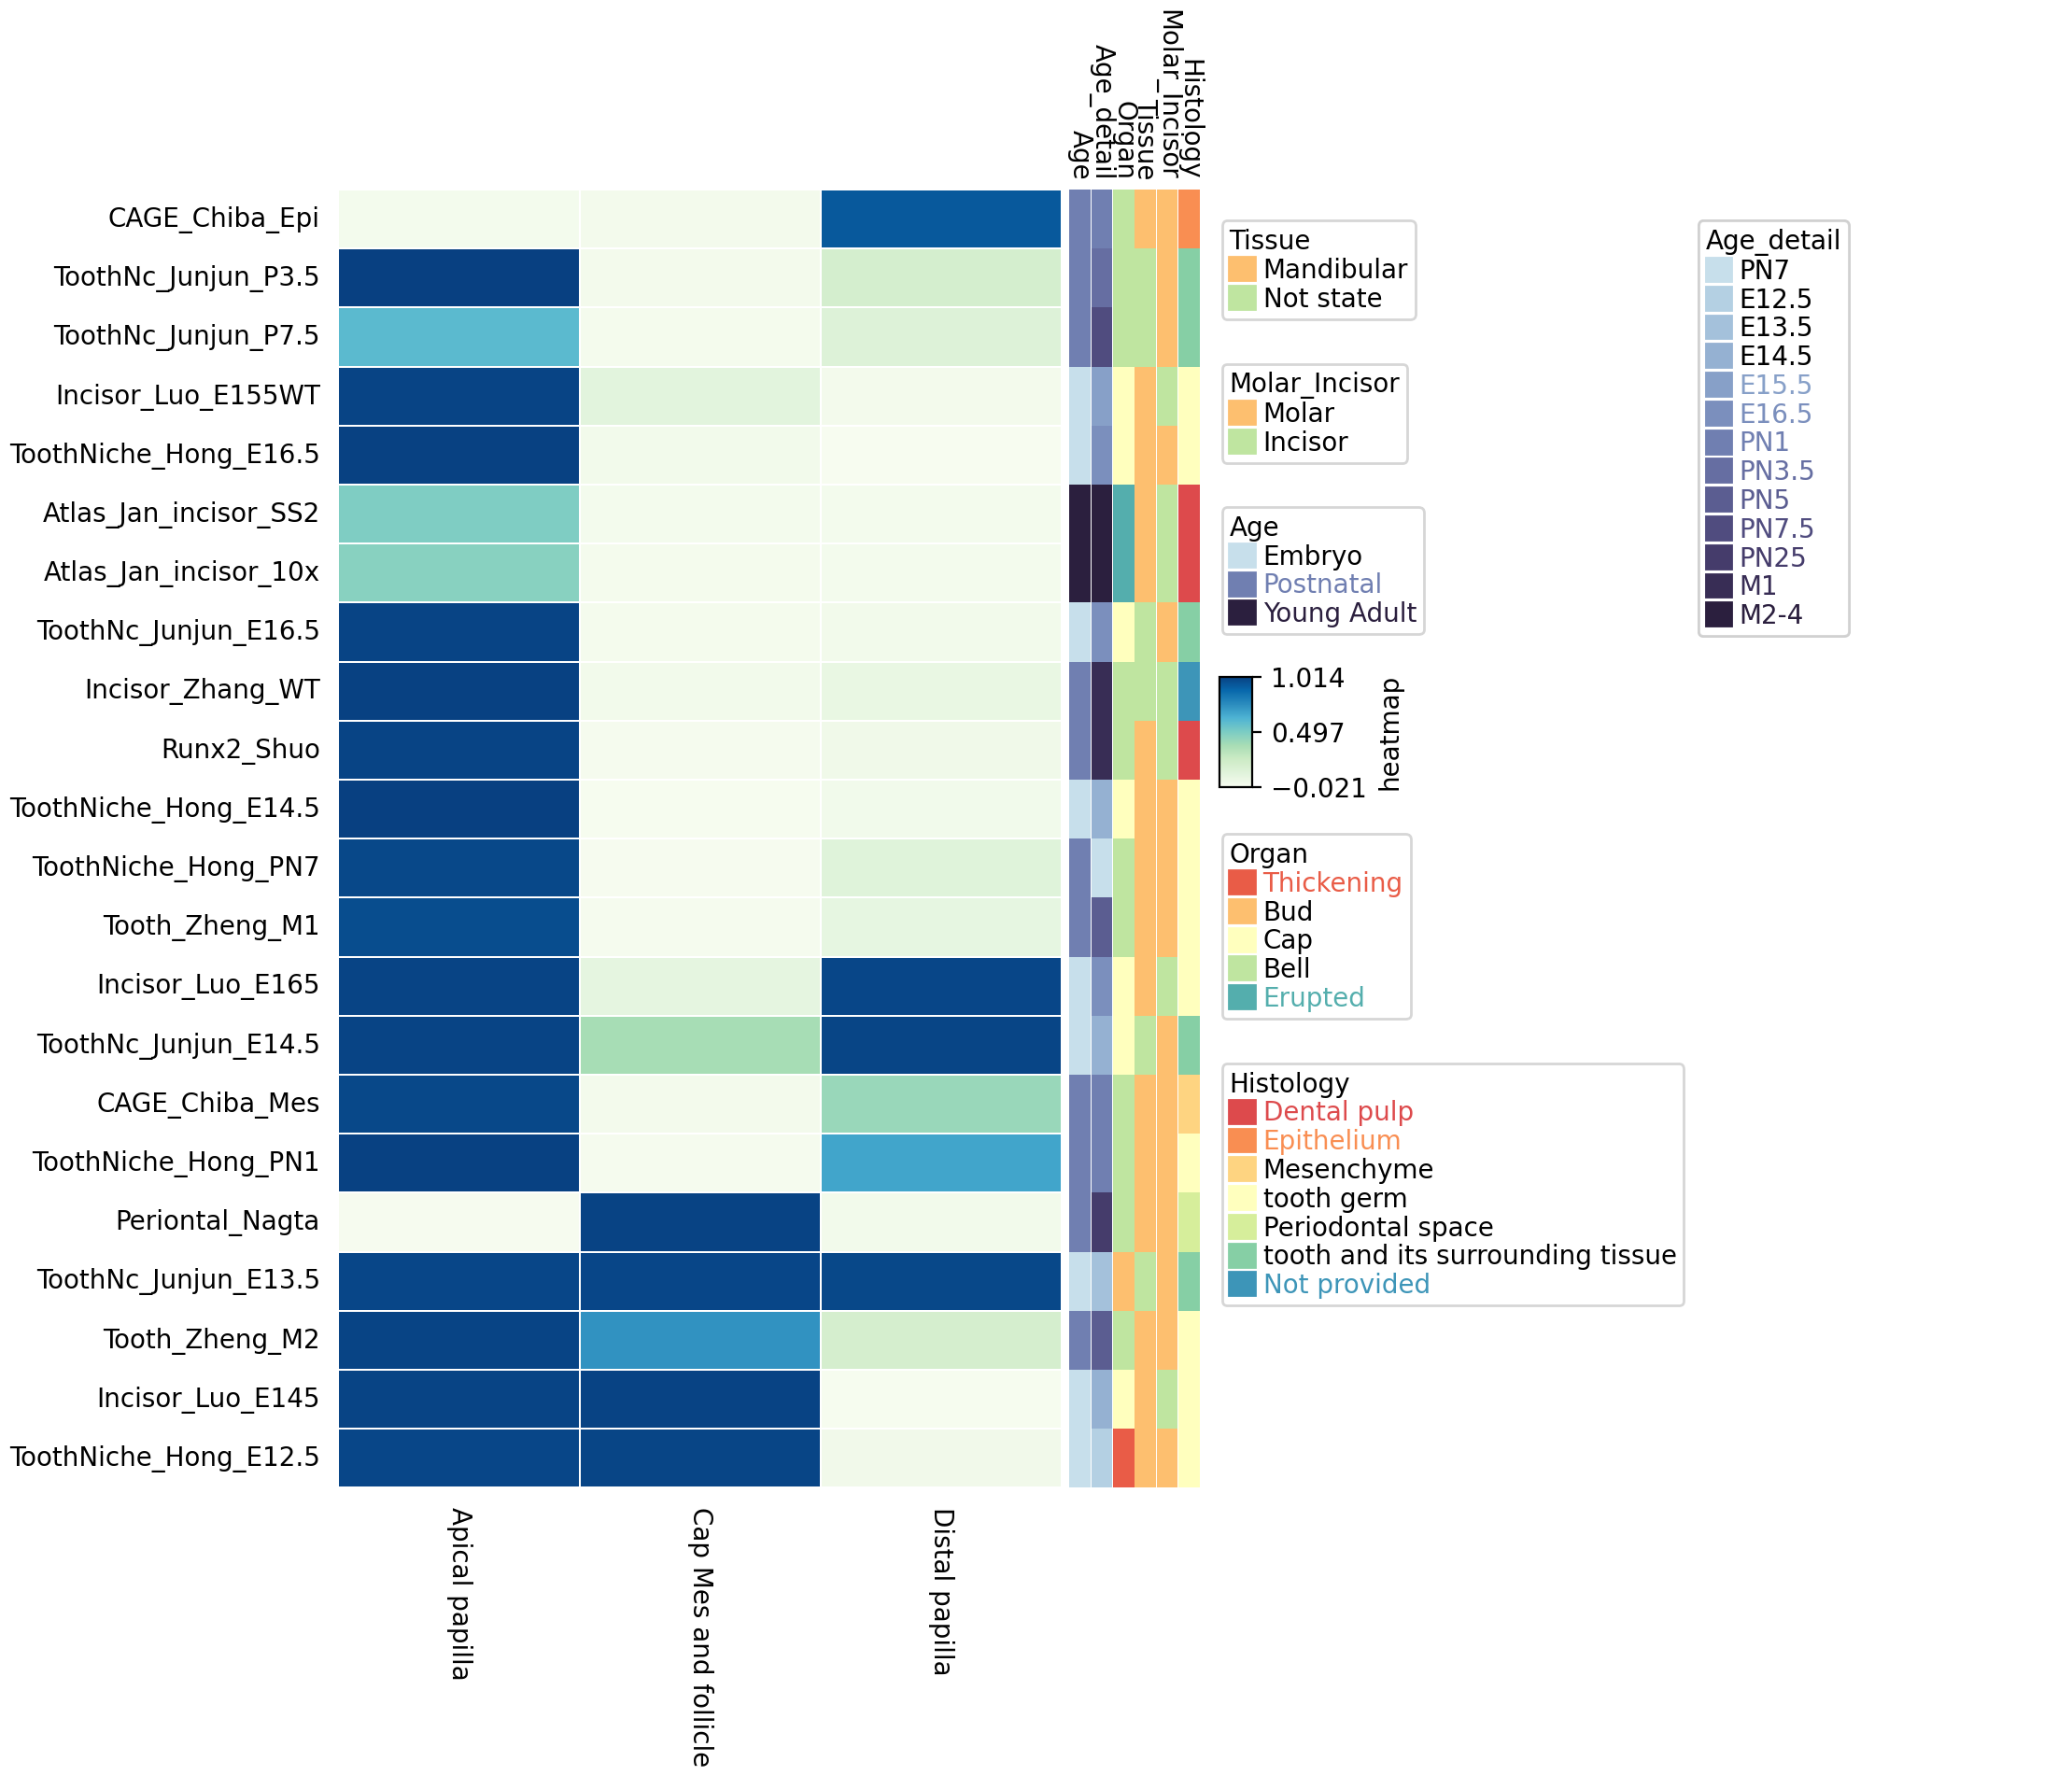 Age
Age_detail
Organ
Tissue
Molar_Incisor
Histology
CAGE_Chiba_Epi
ToothNc_Junjun_P3.5
ToothNc_Junjun_P7.5
Incisor_Luo_E155WT
ToothNiche_Hong_E16.5
Atlas_Jan_incisor_SS2
Atlas_Jan_incisor_10x
ToothNc_Junjun_E16.5
Incisor_Zhang_WT
Runx2_Shuo
ToothNiche_Hong_E14.5
ToothNiche_Hong_PN7
Tooth_Zheng_M1
Incisor_Luo_E165
ToothNc_Junjun_E14.5
CAGE_Chiba_Mes
ToothNiche_Hong_PN1
Periontal_Nagta
ToothNc_Junjun_E13.5
Tooth_Zheng_M2
Incisor_Luo_E145
ToothNiche_Hong_E12.5
Apical papilla
Cap Mes and follicle
Distal papilla
Tissue
Mandibular
Not state
Molar_Incisor
Molar
Incisor
Age
Embryo
Postnatal
Young Adult
1.014
0.497
−0.021
heatmap
Organ
Thickening
Bud
Cap
Bell
Erupted
Histology
Dental pulp
Epithelium
Mesenchyme
tooth germ
Periodontal space
tooth and its surrounding tissue
Not provided
Age_detail
PN7
E12.5
E13.5
E14.5
E15.5
E16.5
PN1
PN3.5
PN5
PN7.5
PN25
M1
M2-4